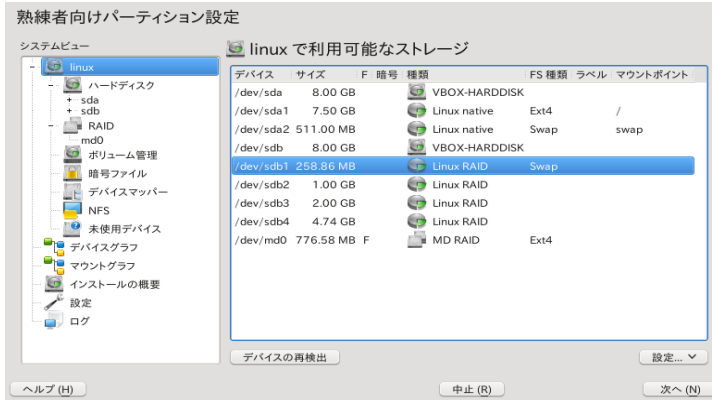 熟練者向けパーティション設定
システムビュー
linux
ハードディスク
sda
sdb
RAID
md0
ボリューム管理
暗号ファイル
デバイスマッパー
NFS
未使用デバイス
デバイスグラフ
マウントグラフ
インストールの概要
設定
ログ
linux で利用可能なストレージ
デバイス サイズ F 暗号 種類 FS 種類 ラベル マウントポイント
/dev/sda 8.00 GB VBOX-HARDDISK
/dev/sda1 7.50 GB Linux native Ext4 /
/dev/sda2 511.00 MB Linux native Swap swap
/dev/sdb 8.00 GB VBOX-HARDDISK
/dev/sdb1 258.86 MB Linux RAID Swap
/dev/sdb2 1.00 GB Linux RAID
/dev/sdb3 2.00 GB Linux RAID
/dev/sdb4 4.74 GB Linux RAID
/dev/md0 776.58 MB F MD RAID Ext4
デバイスの再検出 設定...
ヘルプ (H) 中止 (R) 次へ (N)